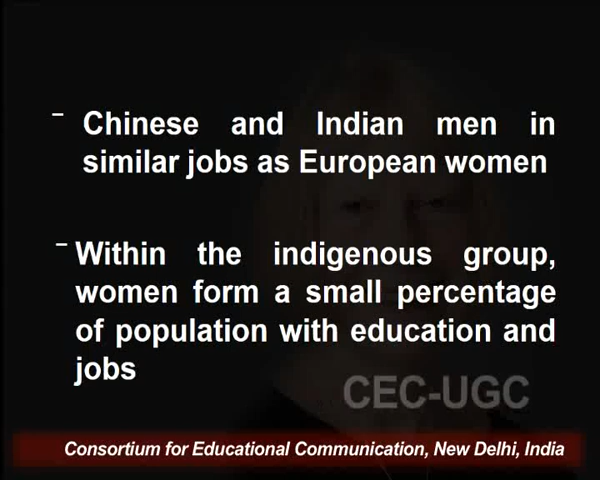 – Chinese and Indian men in
similar jobs as European women
– Within the indigenous group,
women form a small percentage
of population with education and
jobs
CEC-UGC
Consortium for Educational Communication, New Delhi, India